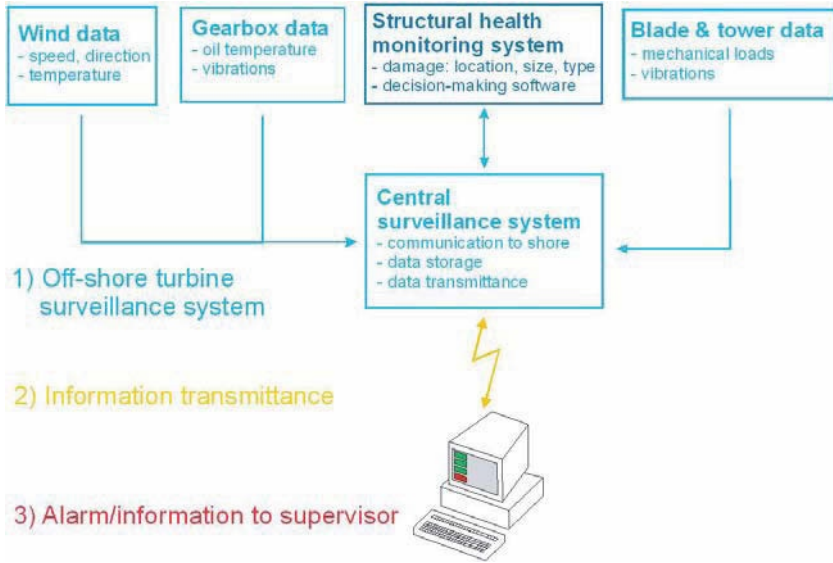 Wind data
- speed, direction
- temperature
Gearbox data
- oil temperature
- vibrations
Structural health
monitoring system
- damage: location, size, type
- decision-making software
Blade & tower data
- mechanical loads
- vibrations
Central
surveillance system
- communication to shore
- data storage
- data transmittance
1) Off-shore turbine
surveillance system
2) Information transmittance
3) Alarm/information to supervisor